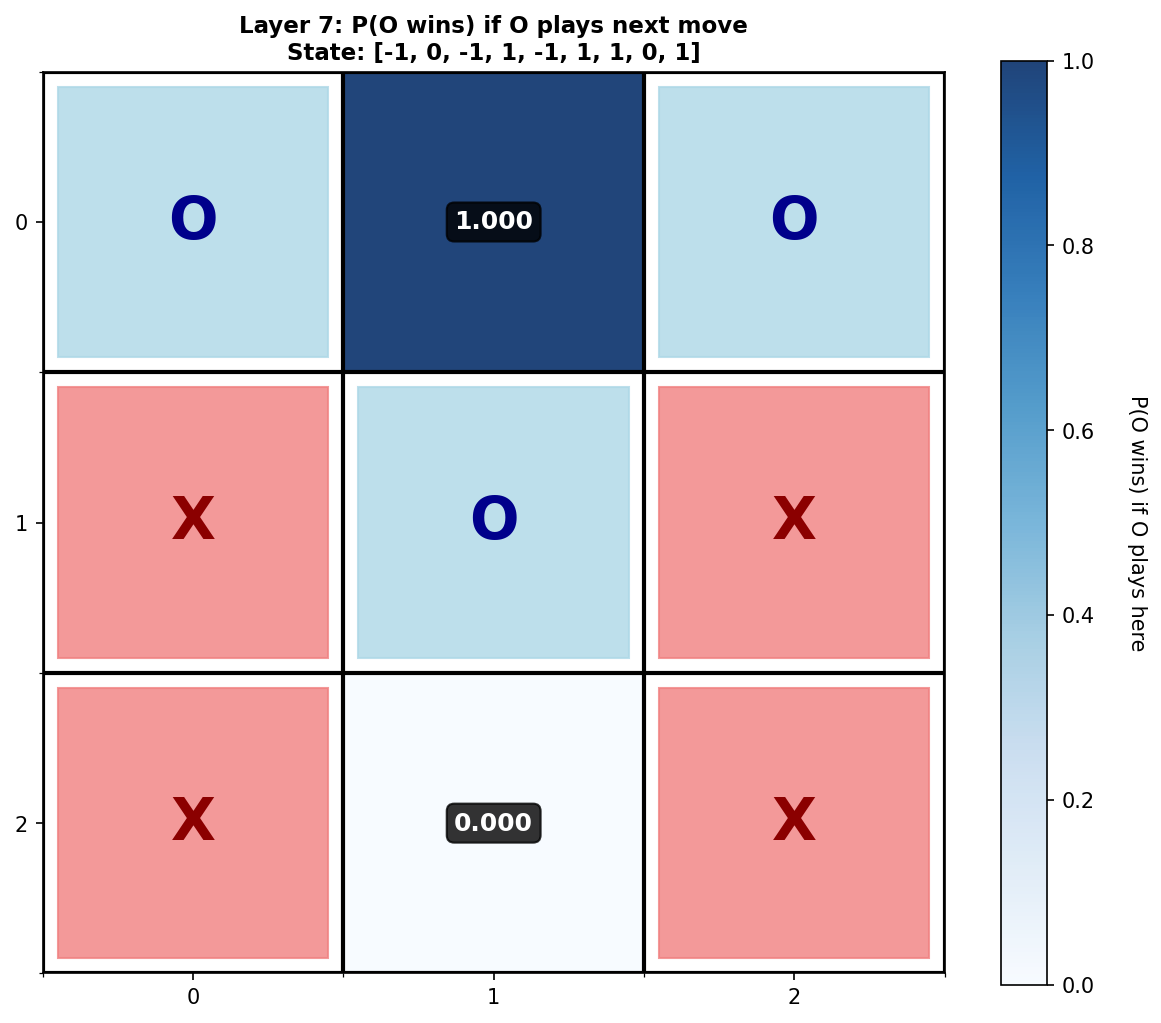 Layer 7: P(O wins) if O plays next move
State: [-1, 0, -1, 1, -1, 1, 1, 0, 1]
0 O 1.000 O
1 X O X
2 X 0.000 X
0 1 2
1.0
0.8
0.6
0.4
0.2
0.0
P(O wins) if O plays here